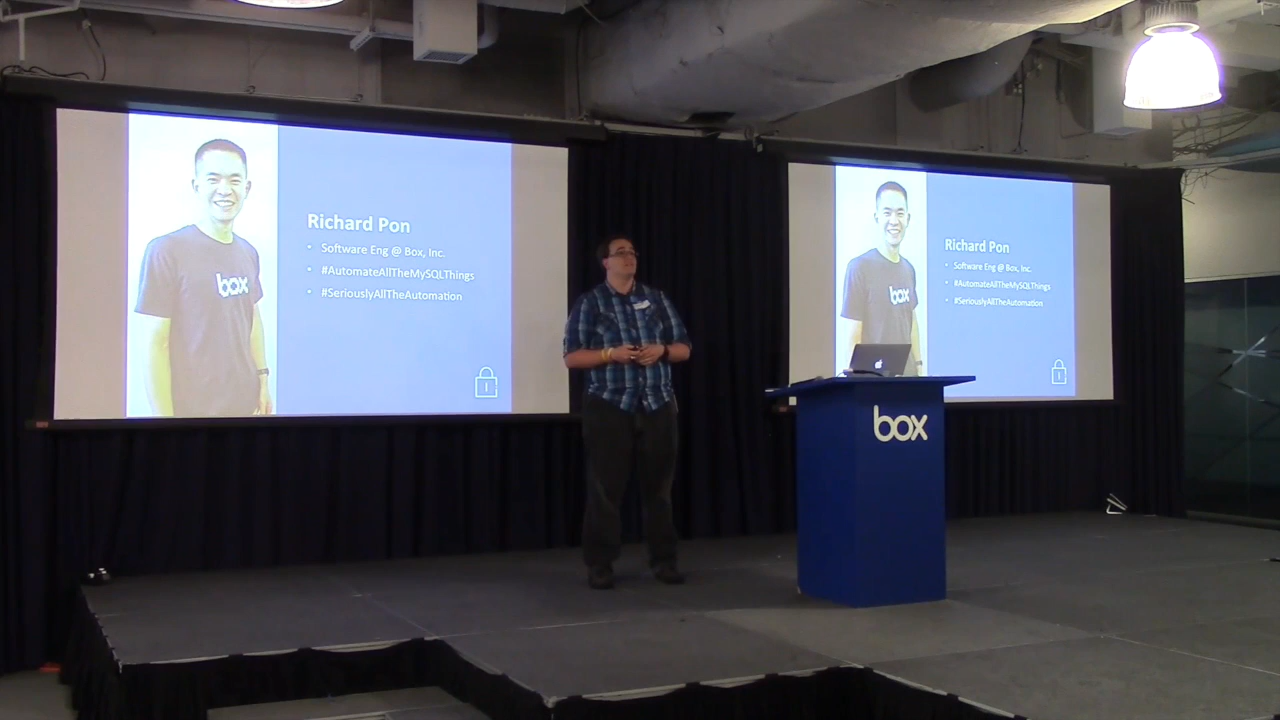 box
Richard Pon
• Software Eng @ Box, Inc.
• #AutomateAllTheMySQLThings
• #SeriouslyAllTheAutomation
box
Richard Pon
• Software Eng @ Box, Inc.
• #AutomateAllTheMySQLThings
• #SeriouslyAllTheAutomation
box